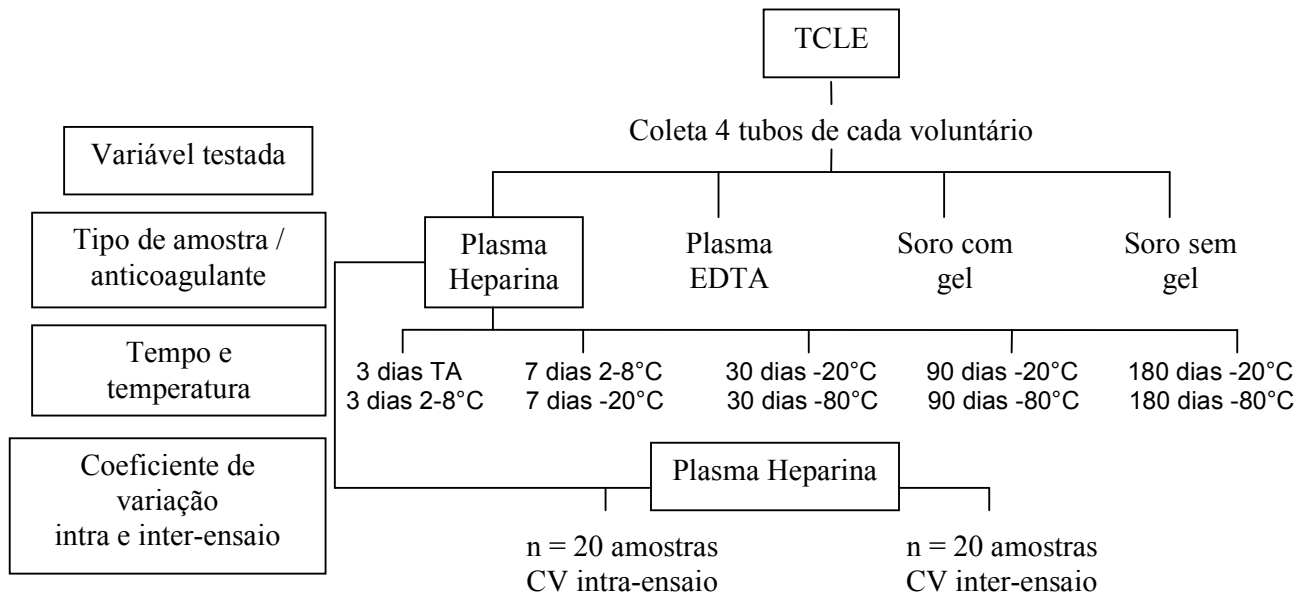 TCLE
Coleta 4 tubos de cada voluntário
Variável testada
Tipo de amostra /
anticoagulante
Plasma
Heparina
Plasma
EDTA
Soro com
gel
Soro sem
gel
Tempo e
temperatura
3 dias TA
3 dias 2-8°C
7 dias 2-8°C
7 dias -20°C
30 dias -20°C
30 dias -80°C
90 dias -20°C
90 dias -80°C
180 dias -20°C
180 dias -80°C
Coeficiente de
variação
intra e inter-ensaio
Plasma Heparina
n = 20 amostras
CV intra-ensaio
n = 20 amostras
CV inter-ensaio